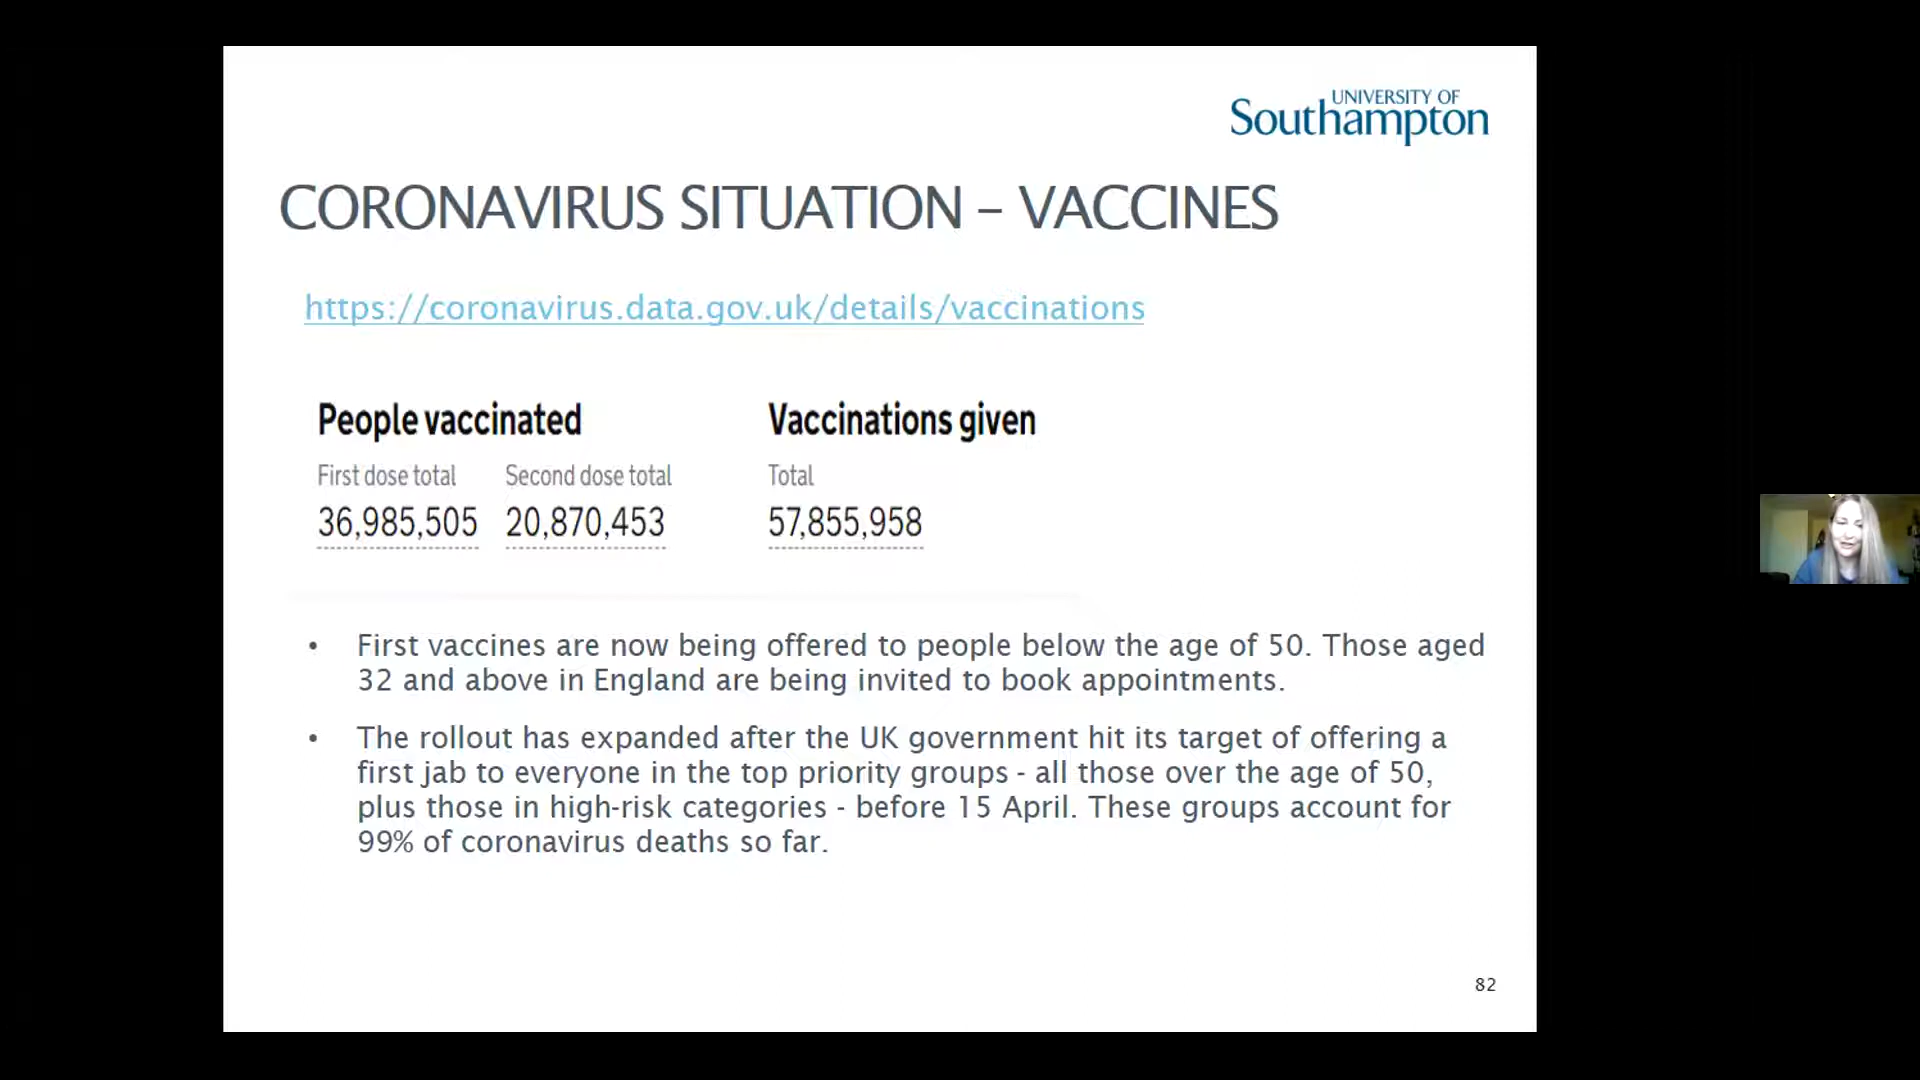 UNIVERSITY OF
Southampton
CORONAVIRUS SITUATION – VACCINES
https://coronavirus.data.gov.uk/details/vaccinations
People vaccinated
Vaccinations given
First dose total
Second dose total
Total
36,985,505
20,870,453
57,855,958
• First vaccines are now being offered to people below the age of 50. Those aged
32 and above in England are being invited to book appointments.
• The rollout has expanded after the UK government hit its target of offering a
first jab to everyone in the top priority groups - all those over the age of 50,
plus those in high-risk categories - before 15 April. These groups account for
99% of coronavirus deaths so far.
82